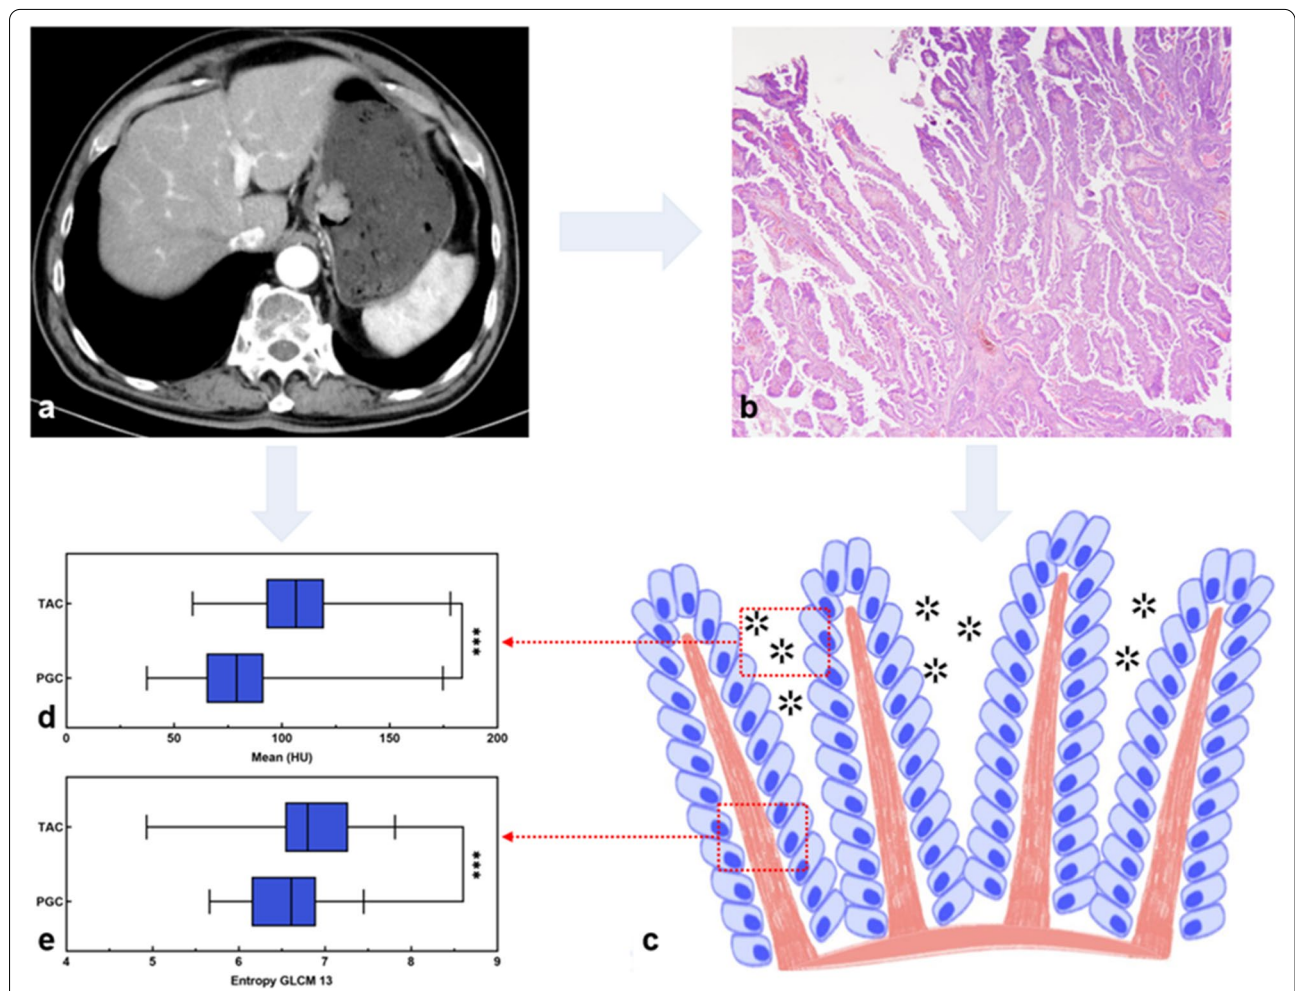 a
b
TAC
PGC
***
d
0 50 100 150 200
Mean (HU)
TAC
PGC
***
e
4 5 6 7 8 9
Entropy GLCM 13
c